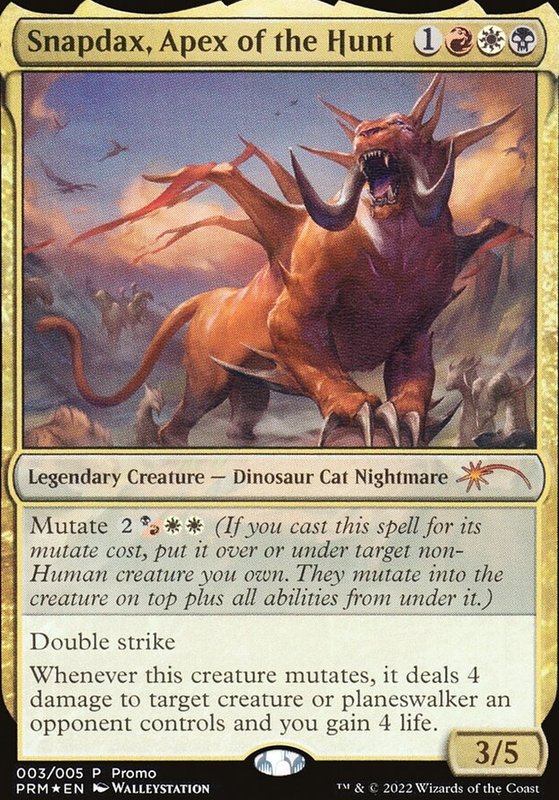 Snapdax, Apex of the Hunt 1
Legendary Creature — Dinosaur Cat Nightmare
Mutate 2 (If you cast this spell for its
mutate cost, put it over or under target non-
Human creature you own. They mutate into the
creature on top plus all abilities from under it.)
Double strike
Whenever this creature mutates, it deals 4
damage to target creature or planeswalker an
opponent controls and you gain 4 life.
3/5
003/005 P Promo
PRM★EN WALLEYSTATION
™ & © 2022 Wizards of the Coast